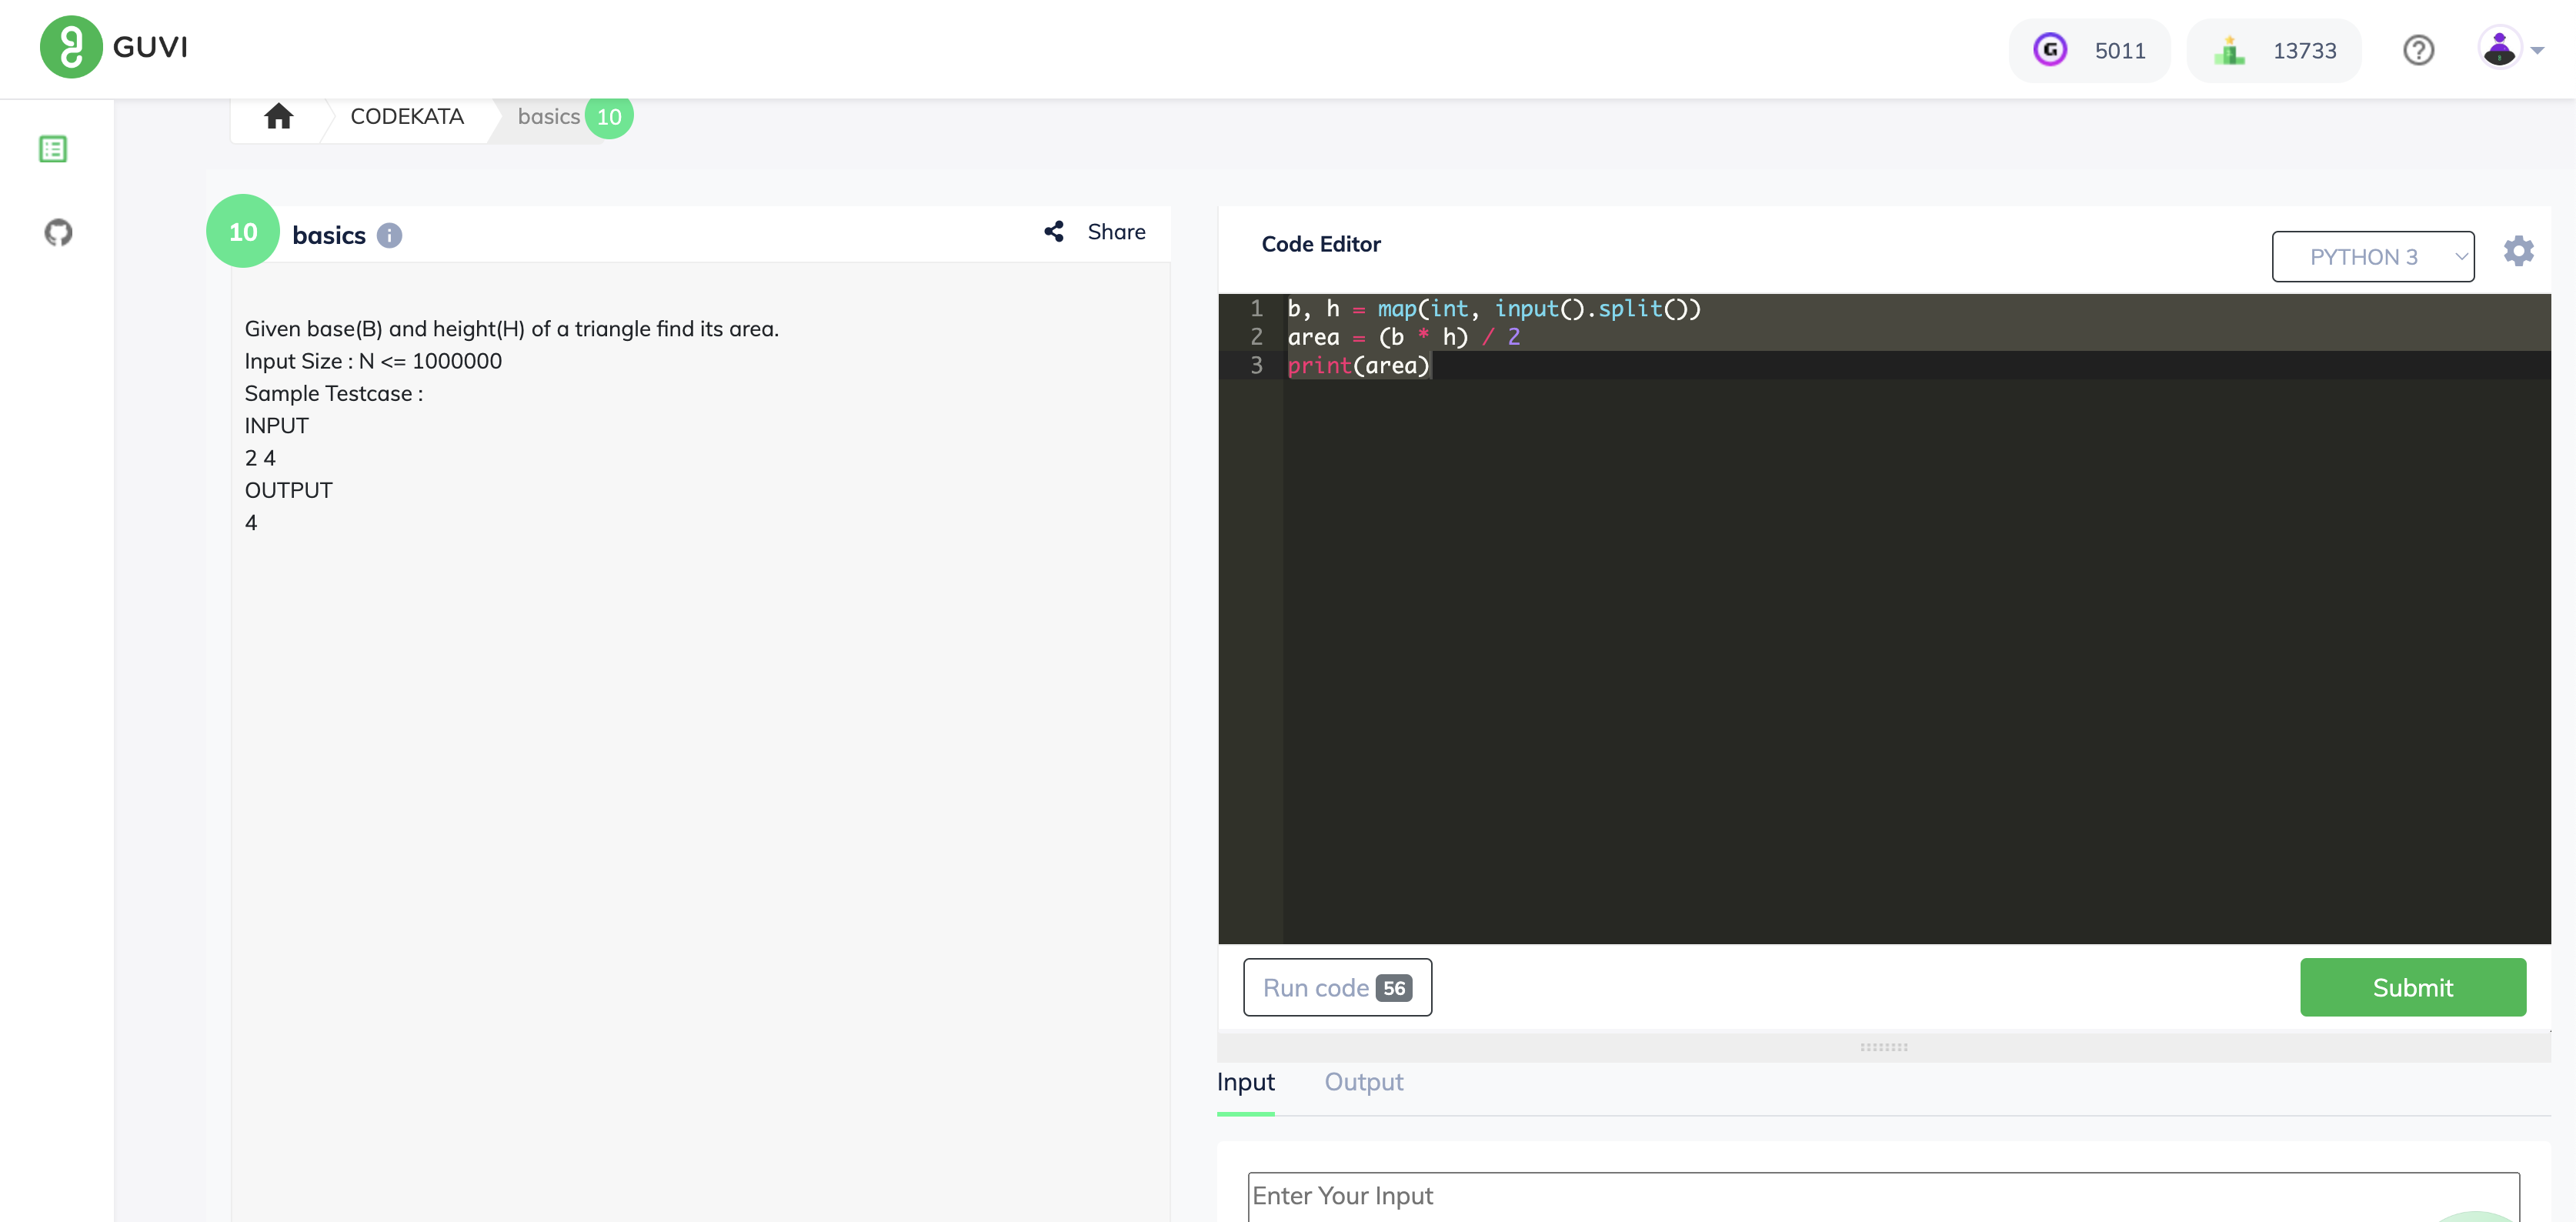 GUVI
5011
13733
CODEKATA
basics 10
10 basics
Share
Given base(B) and height(H) of a triangle find its area.
Input Size : N <= 1000000
Sample Testcase :
INPUT
2 4
OUTPUT
4
Code Editor
PYTHON 3
1 b, h = map(int, input().split())
2 area = (b * h) / 2
3 print(area)
Run code 56
Submit
Input
Output
Enter Your Input